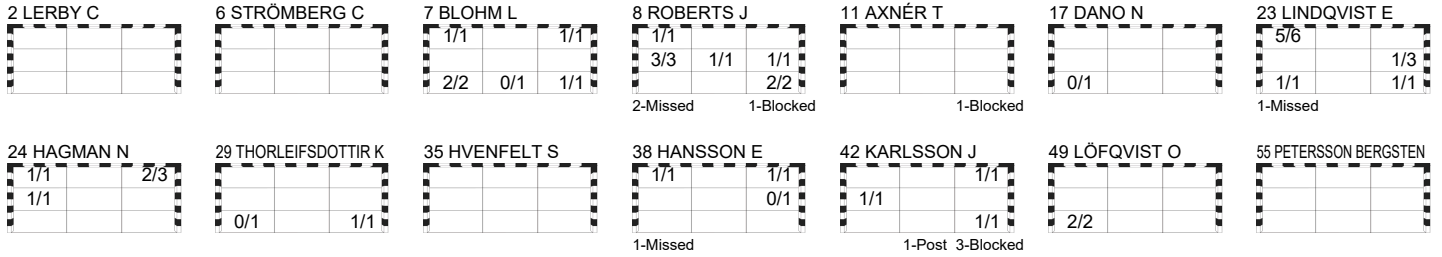 2 LERBY C 6 STRÖMBERG C 7 BLOHM L 8 ROBERTS J 11 AXNÉR T 17 DANO N 23 LINDQVIST E
1/1 1/1 1/1 5/6
3/3 1/1 1/1 1/3
2/2 0/1 1/1 2/2 0/1 1/1 1/1
2-Missed 1-Blocked 1-Blocked 1-Missed
24 HAGMAN N 29 THORLEIFSDOTTIR K 35 HVENFELT S 38 HANSSON E 42 KARLSSON J 49 LÖFQVIST O 55 PETERSSON BERGSTEN
1/1 2/3 1/1 1/1 1/1
1/1 0/1 1/1
0/1 1/1 1/1 2/2
1-Missed 1-Post 3-Blocked